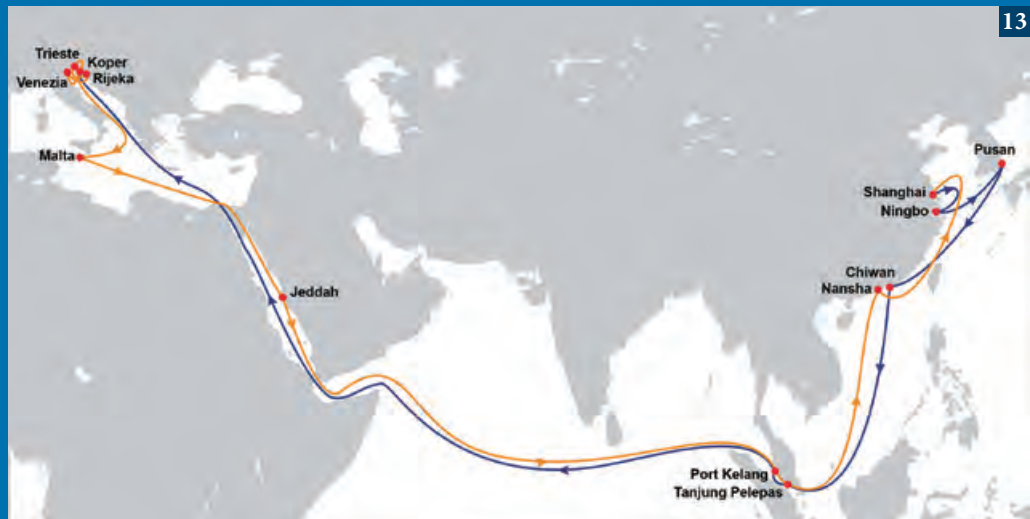 13
Trieste
Koper
Venezia
Rijeka
Malta
Pusan
Shanghai
Ningbo
Chiwan
Nansha
Jeddah
Port Kelang
Tanjung Pelepas